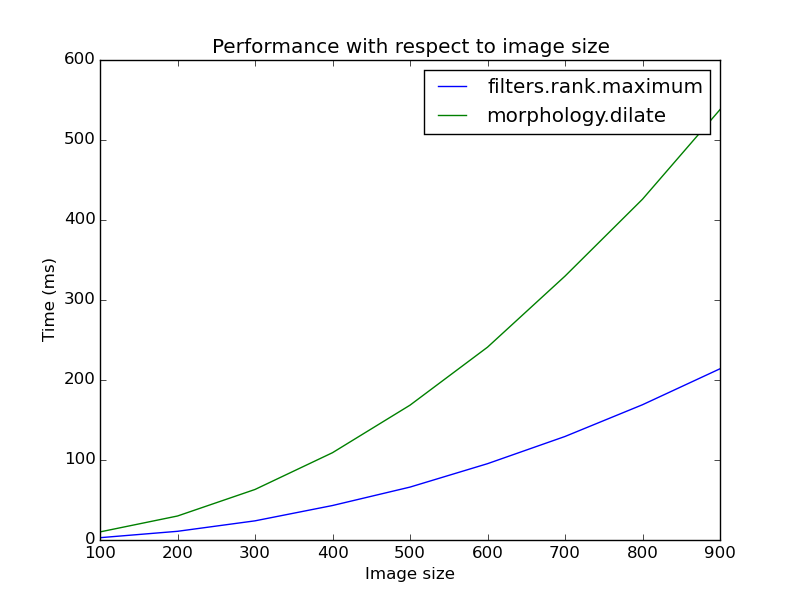 Performance with respect to image size
filters.rank.maximum
morphology.dilate
600
500
400
300
200
100
0
Time (ms)
100 200 300 400 500 600 700 800 900
Image size